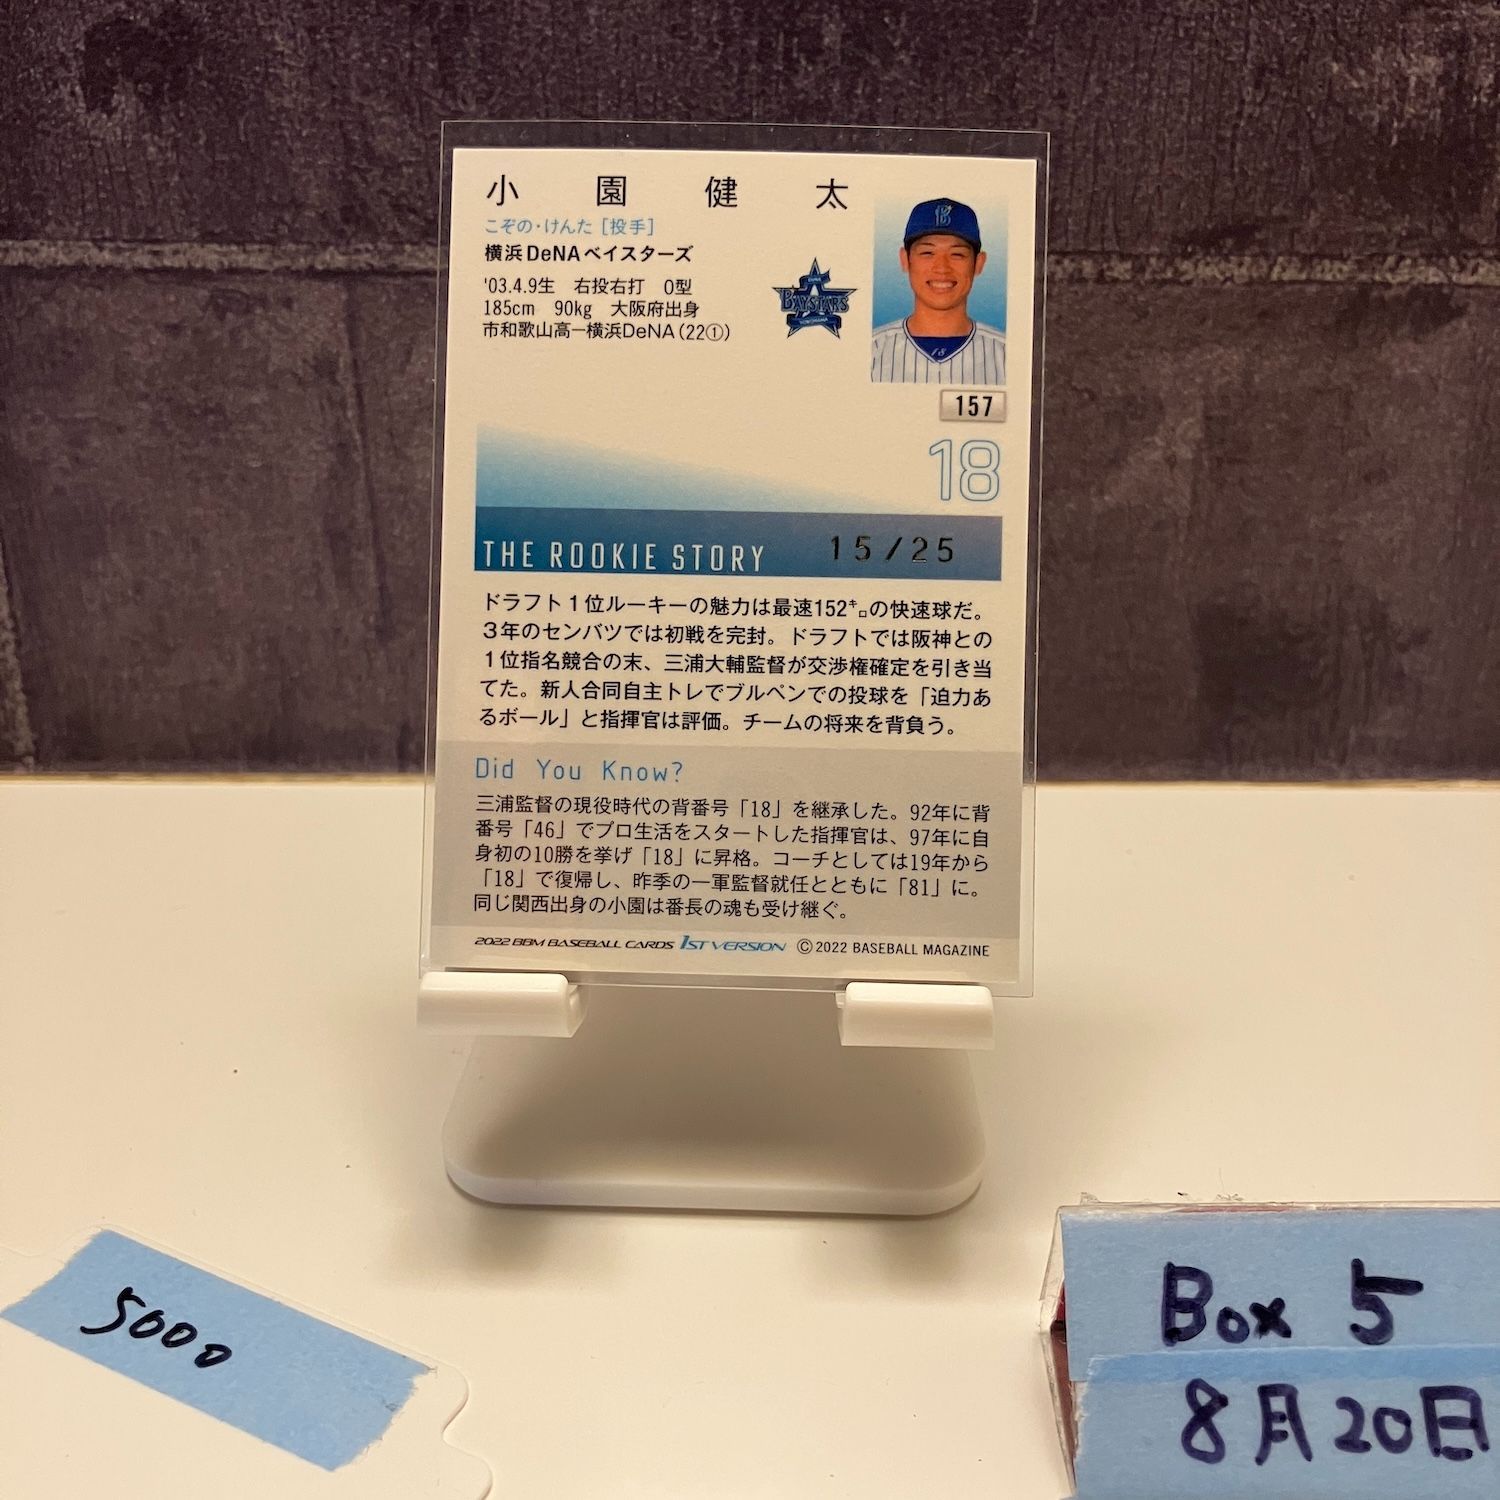 小園健太
こぞの・けんた［投手］
横浜DeNAベイスターズ
'03.4.9生　右投右打　O型
185cm　90kg　大阪府出身
市和歌山高ー横浜DeNA（22①）
BAYSTARS
YOKOHAMA
B
18
157
18
THE ROOKIE STORY　15/25
ドラフト１位ルーキーの魅力は最速152㌔の快速球だ。
３年のセンバツでは初戦を完封。ドラフトでは阪神との
１位指名競合の末、三浦大輔監督が交渉権確定を引き当
てた。新人合同自主トレでブルペンでの投球を「迫力あ
るボール」と指揮官は評価。チームの将来を背負う。
Did You Know?
三浦監督の現役時代の背番号「18」を継承した。92年に背
番号「46」でプロ生活をスタートした指揮官は、97年に自
身初の10勝を挙げ「18」に昇格。コーチとしては19年から
「18」で復帰し、昨季の一軍監督就任とともに「81」に。
同じ関西出身の小園は番長の魂も受け継ぐ。
2022 BBM BASEBALL CARDS 1ST VERSION ©2022 BASEBALL MAGAZINE
5000
Box 5
8月20日